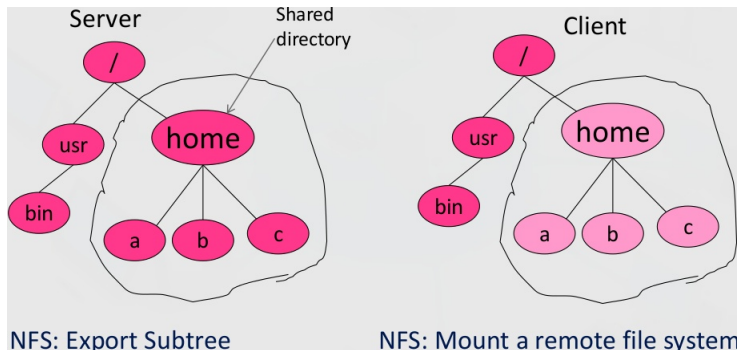 Server
Shared
directory
/
usr
home
bin
a
b
c
NFS: Export Subtree
Client
/
usr
home
bin
a
b
c
NFS: Mount a remote file system